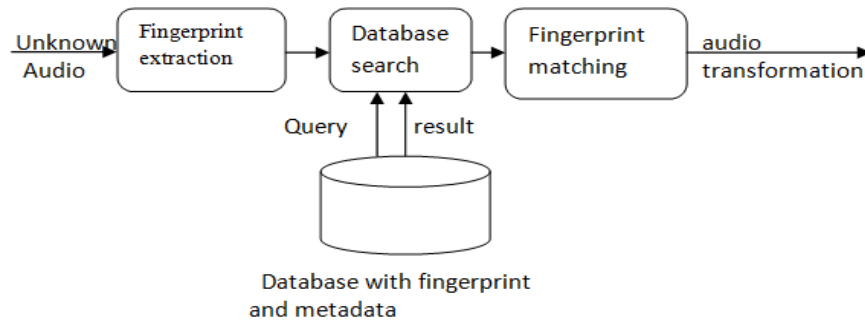 Unknown
Audio
Fingerprint
extraction
Database
search
Fingerprint
matching
audio
transformation
Query
result
Database with fingerprint
and metadata